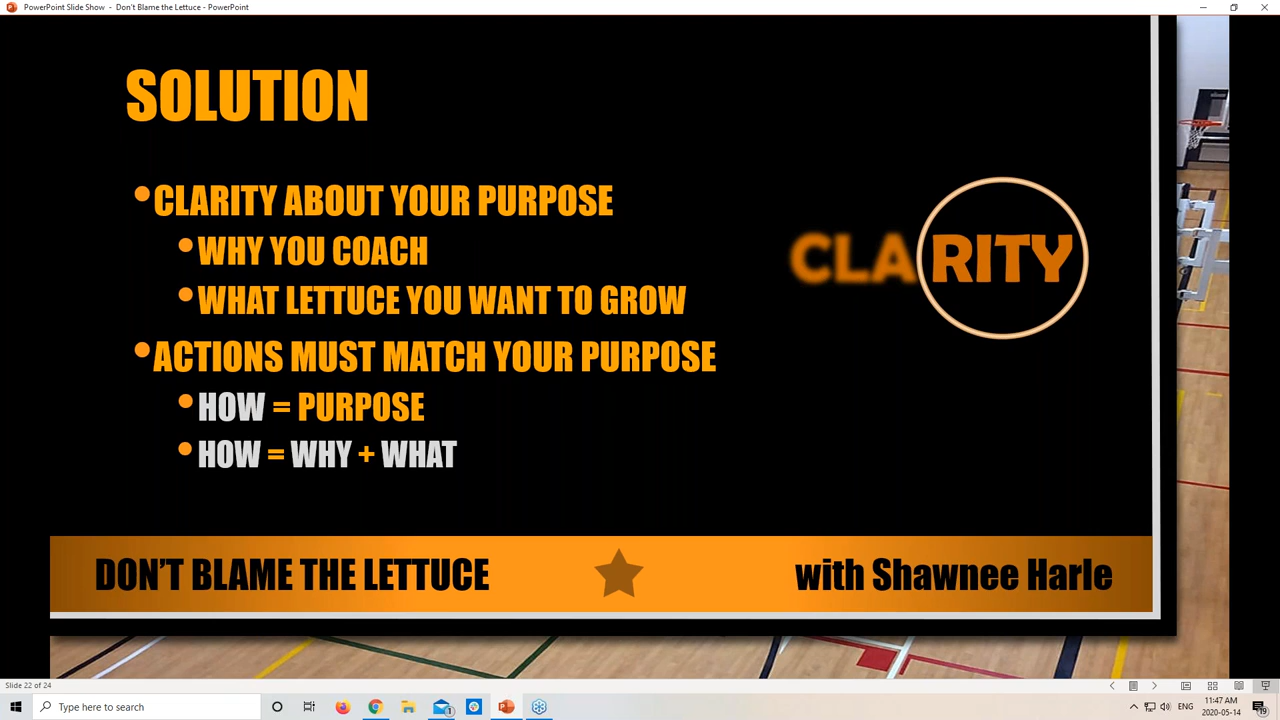 PowerPoint Slide Show - Don't Blame the Lettuce - PowerPoint
SOLUTION
•CLARITY ABOUT YOUR PURPOSE
•WHY YOU COACH
•WHAT LETTUCE YOU WANT TO GROW
•ACTIONS MUST MATCH YOUR PURPOSE
•HOW = PURPOSE
•HOW = WHY + WHAT
CLARITY
DON'T BLAME THE LETTUCE
with Shawnee Harle
Slide 22 of 24
Type here to search
1
ENG
11:47 AM
2020-05-14
19